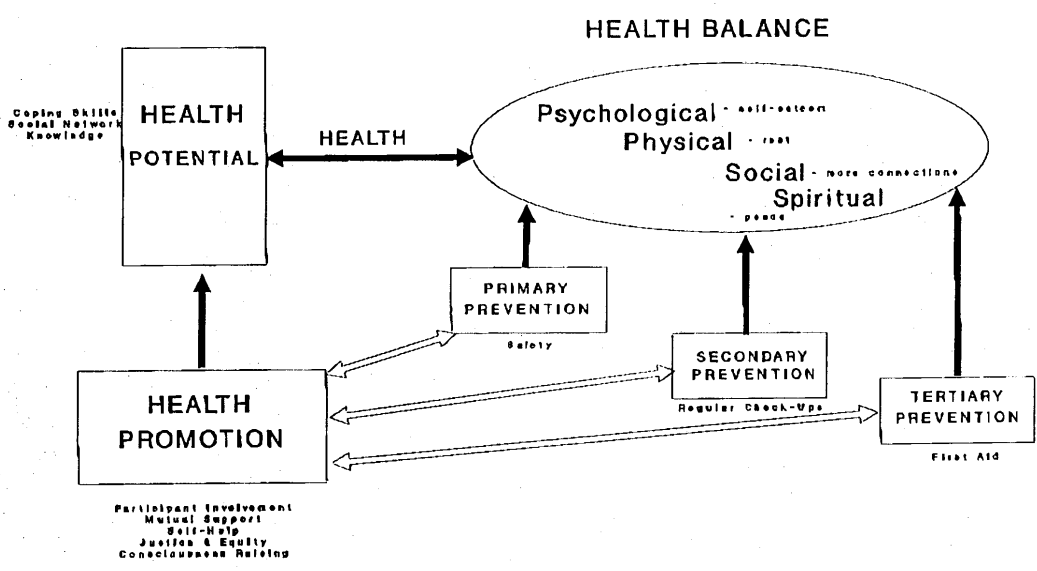 HEALTH BALANCE
HEALTH
POTENTIAL
Coping Skills
Social Network
Knowledge
HEALTH
Psychological - self-esteem
Physical - rest
Social - more connections
Spiritual
- peace
PRIMARY
PREVENTION
Safety
SECONDARY
PREVENTION
Regular Check-Ups
TERTIARY
PREVENTION
First Aid
HEALTH
PROMOTION
Participant Involvement
Mutual Support
Self-Help
Justice & Equity
Consciousness Raising